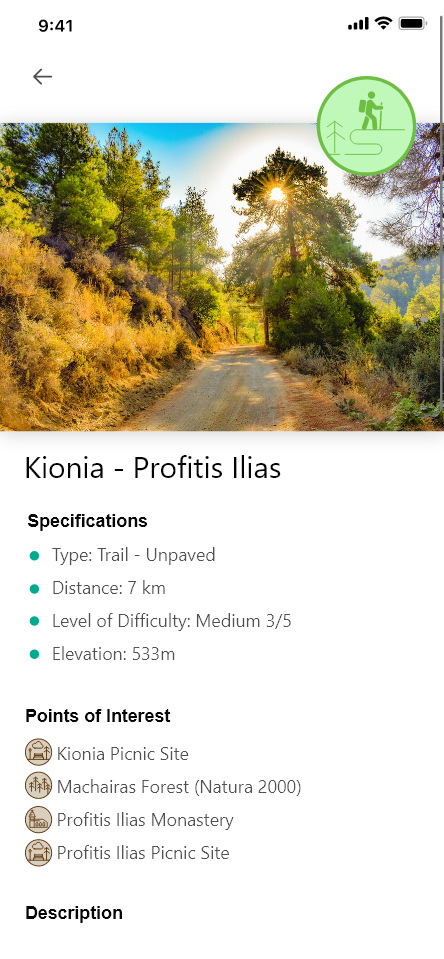 9:41
Kionia - Profitis Ilias
Specifications
Type: Trail - Unpaved
Distance: 7 km
Level of Difficulty: Medium 3/5
Elevation: 533m
Points of Interest
Kionia Picnic Site
Machairas Forest (Natura 2000)
Profitis Ilias Monastery
Profitis Ilias Picnic Site
Description